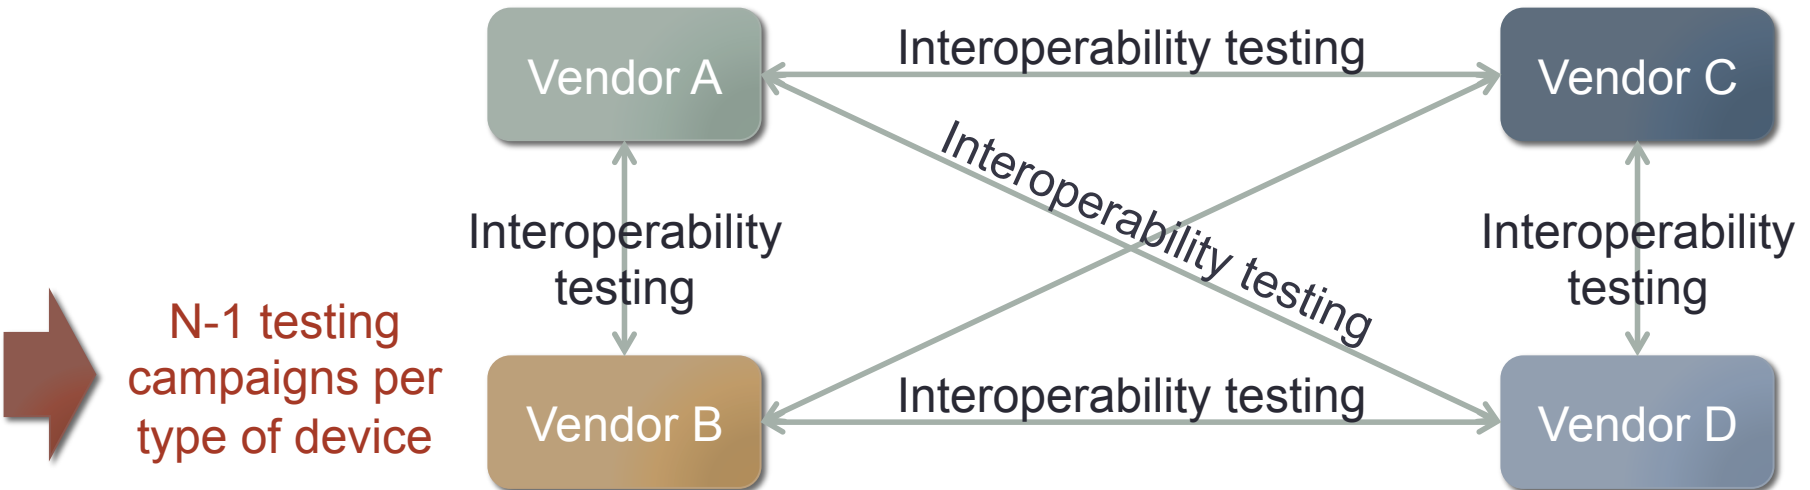 Vendor A
Interoperability testing
Vendor C
Interoperability testing
Interoperability
testing
Interoperability
testing
N-1 testing
campaigns per
type of device
Vendor B
Interoperability testing
Vendor D